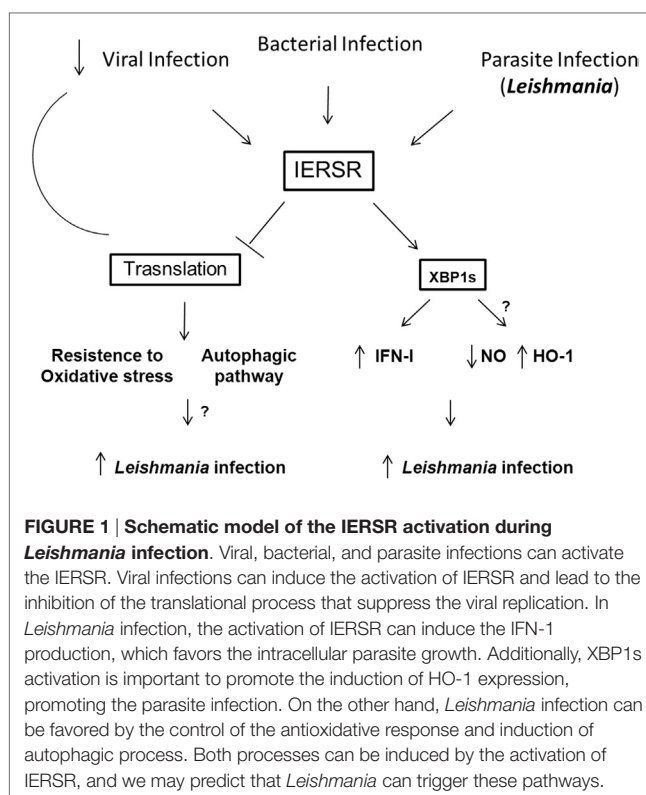 Bacterial Infection
↓ Viral Infection
Parasite Infection
(Leishmania)
IERSR
Trasnslation
XBP1s
?
Resistence to
Oxidative stress
Autophagic
pathway
↑ IFN-I ↓ NO ↑ HO-1
?
↑ Leishmania infection
↑ Leishmania infection
FIGURE 1 | Schematic model of the IERSR activation during
Leishmania infection. Viral, bacterial, and parasite infections can activate
the IERSR. Viral infections can induce the activation of IERSR and lead to the
inhibition of the translational process that suppress the viral replication. In
Leishmania infection, the activation of IERSR can induce the IFN-1
production, which favors the intracellular parasite growth. Additionally, XBP1s
activation is important to promote the induction of HO-1 expression,
promoting the parasite infection. On the other hand, Leishmania infection can
be favored by the control of the antioxidative response and induction of
autophagic process. Both processes can be induced by the activation of
IERSR, and we may predict that Leishmania can trigger these pathways.